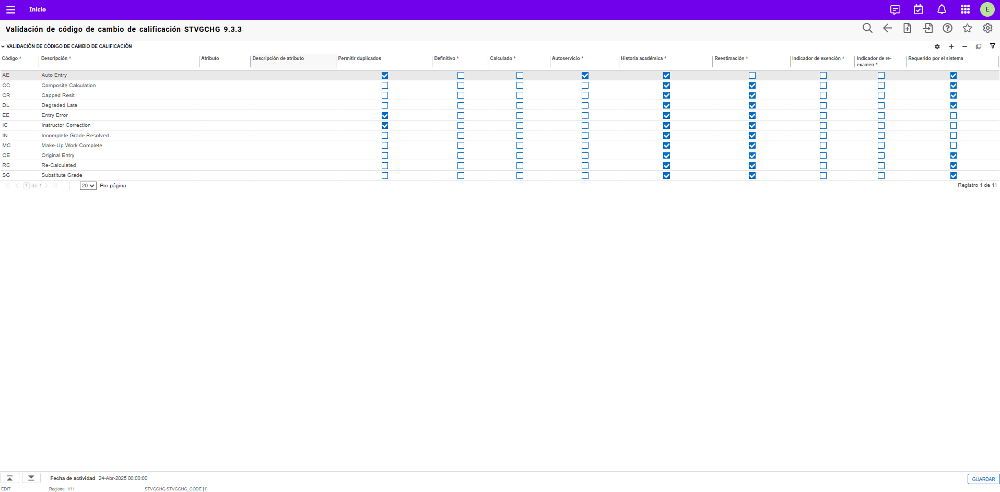 Inicio
E
Validación de código de cambio de calificación STVGCHG 9.3.3
VALIDACIÓN DE CÓDIGO DE CAMBIO DE CALIFICACIÓN
Código * Descripción * Atributo Descripción de atributo Permitir duplicados Definitivo * Calculado * Autoservicio * Historia académica * Reestimación * Indicador de exención * Indicador de re-examen * Requerido por el sistema
AE Auto Entry
CC Composite Calculation
CR Capped Resit
DL Degraded Late
EE Entry Error
IC Instructor Correction
IN Incomplete Grade Resolved
MC Make-Up Work Complete
OE Original Entry
RC Re-Calculated
SG Substitute Grade
1 de 1 20 Por página Registro 1 de 11
Fecha de actividad 24-Abr-2025 00:00:00 GUARDAR
EDIT Registro: 1/11 STVGCHG.STVGCHG_CODE [1]